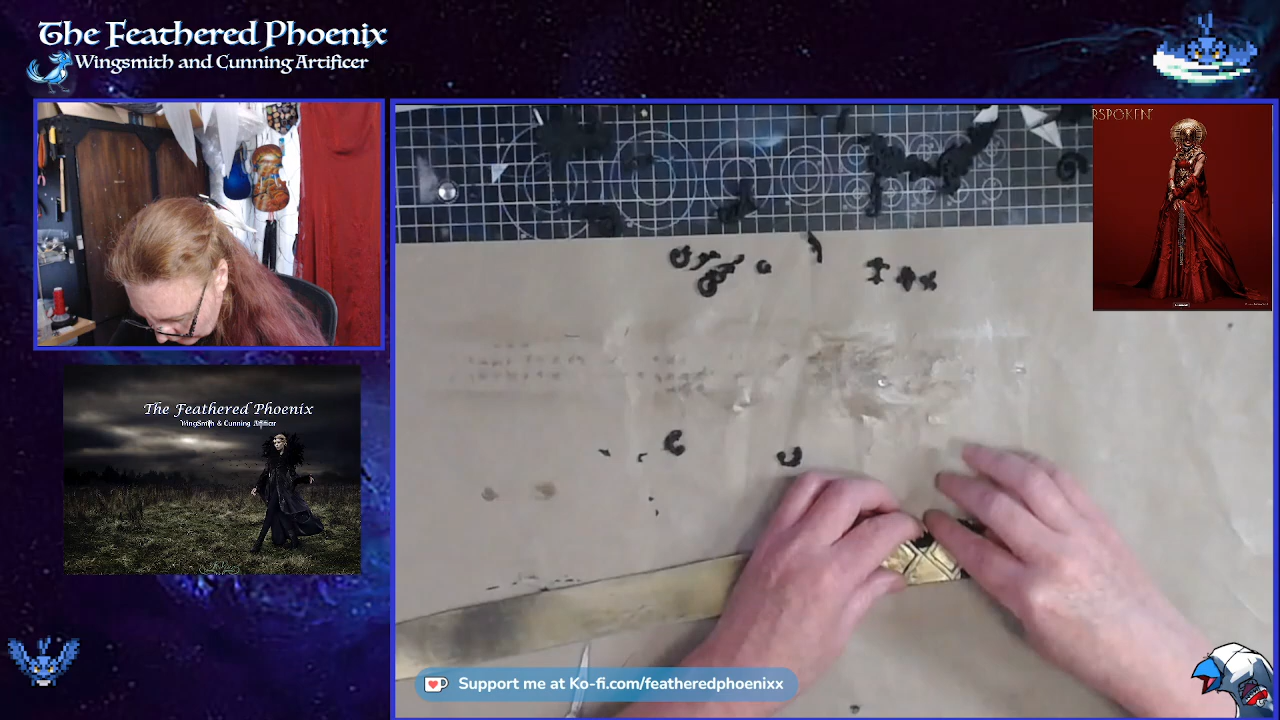 The Feathered Phoenix
Wingsmith and Cunning Artificer
RSPOKEN
The Feathered Phoenix
WingSmith & Cunning Artificer
Support me at Ko-fi.com/featheredphoenixx